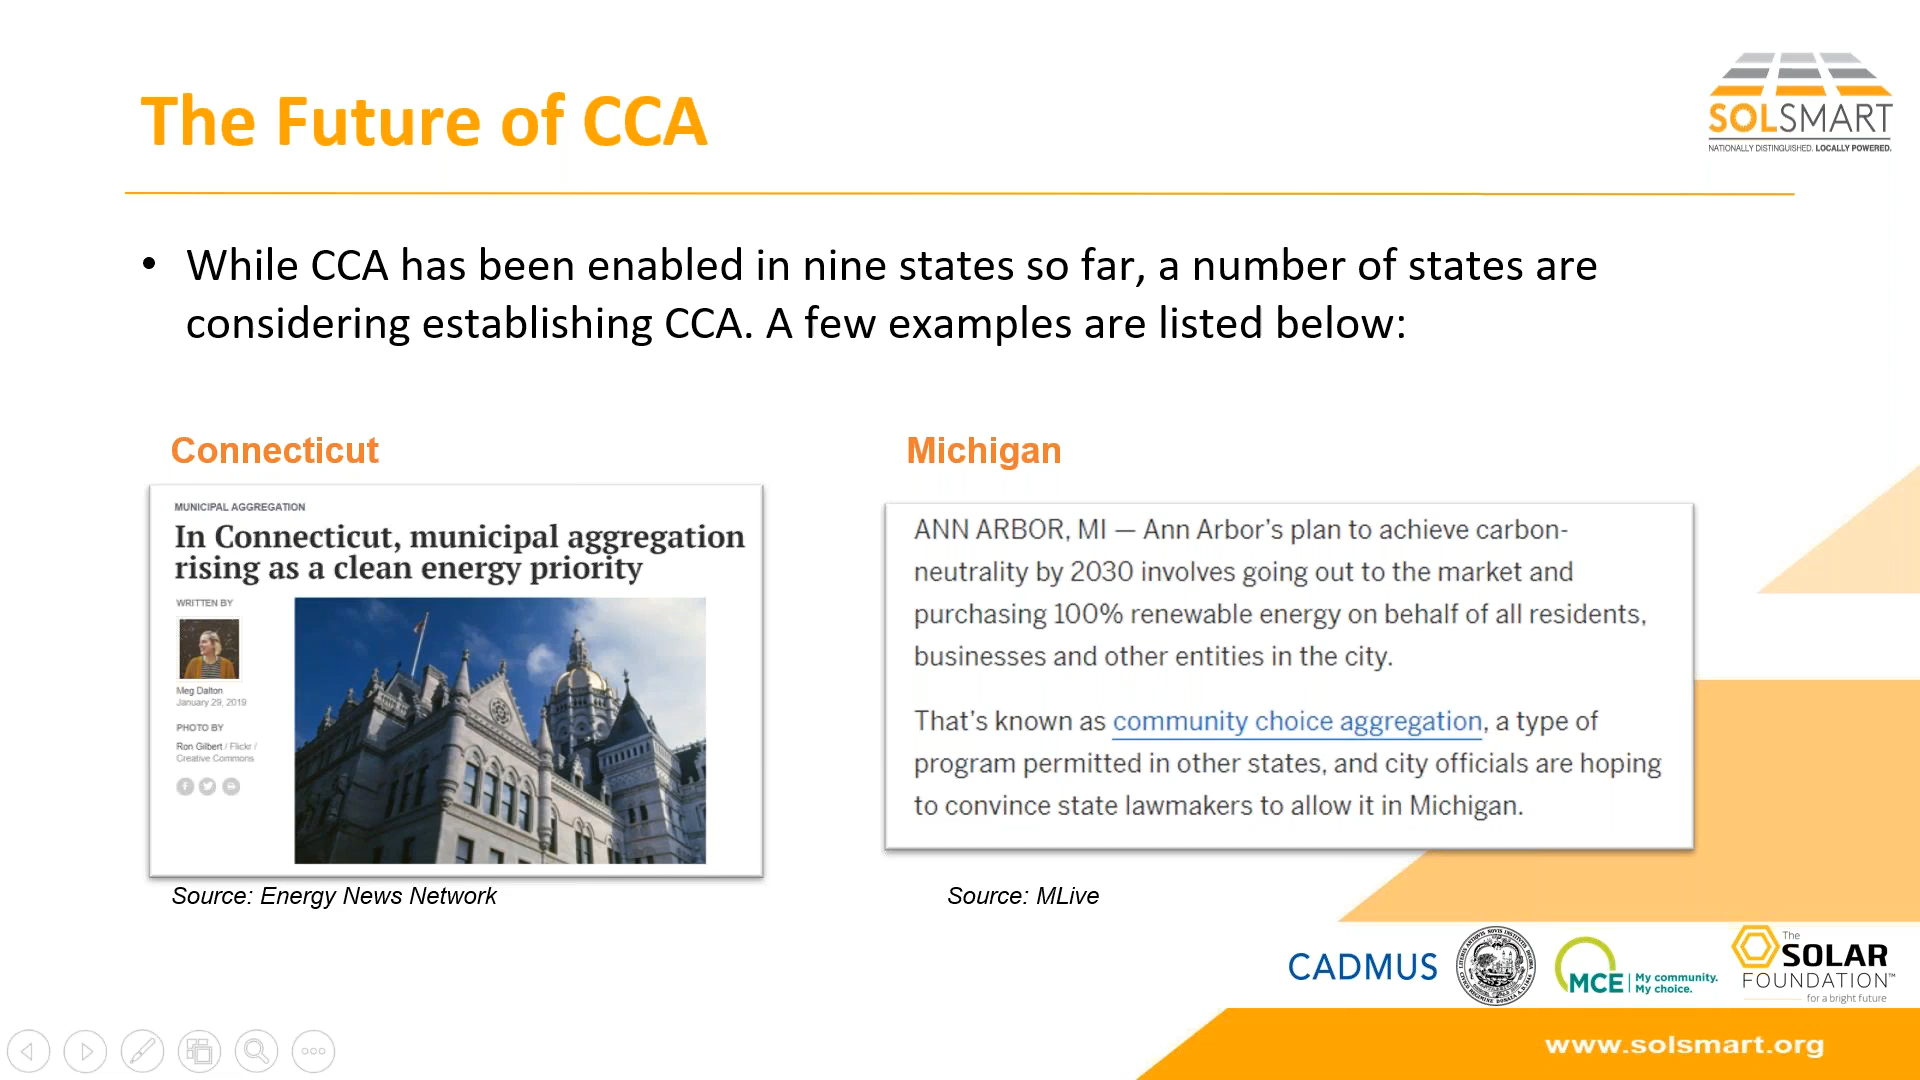 The Future of CCA
SOLSMART
NATIONALLY DISTINGUISHED. LOCALLY POWERED.
• While CCA has been enabled in nine states so far, a number of states are
considering establishing CCA. A few examples are listed below:
Connecticut
MUNICIPAL AGGREGATION
In Connecticut, municipal aggregation
rising as a clean energy priority
WRITTEN BY
Meg Dalton
January 29, 2019
PHOTO BY
Ron Gilbert / Flickr /
Creative Commons
Source: Energy News Network
Michigan
ANN ARBOR, MI — Ann Arbor’s plan to achieve carbon-
neutrality by 2030 involves going out to the market and
purchasing 100% renewable energy on behalf of all residents,
businesses and other entities in the city.
That’s known as community choice aggregation, a type of
program permitted in other states, and city officials are hoping
to convince state lawmakers to allow it in Michigan.
Source: MLive
CADMUS
MCE
My community.
My choice.
The
SOLAR
FOUNDATION™
for a bright future
www.solsmart.org